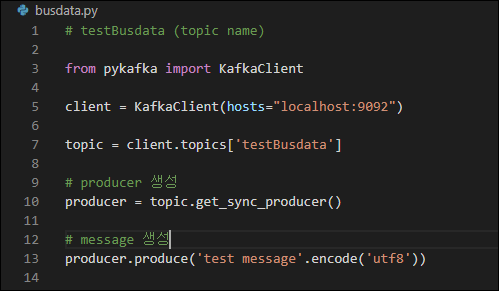 busdata.py
1 # testBusdata (topic name)
2
3 from pykafka import KafkaClient
4
5 client = KafkaClient(hosts="localhost:9092")
6
7 topic = client.topics['testBusdata']
8
9 # producer 생성
10 producer = topic.get_sync_producer()
11
12 # message 생성
13 producer.produce('test message'.encode('utf8'))
14